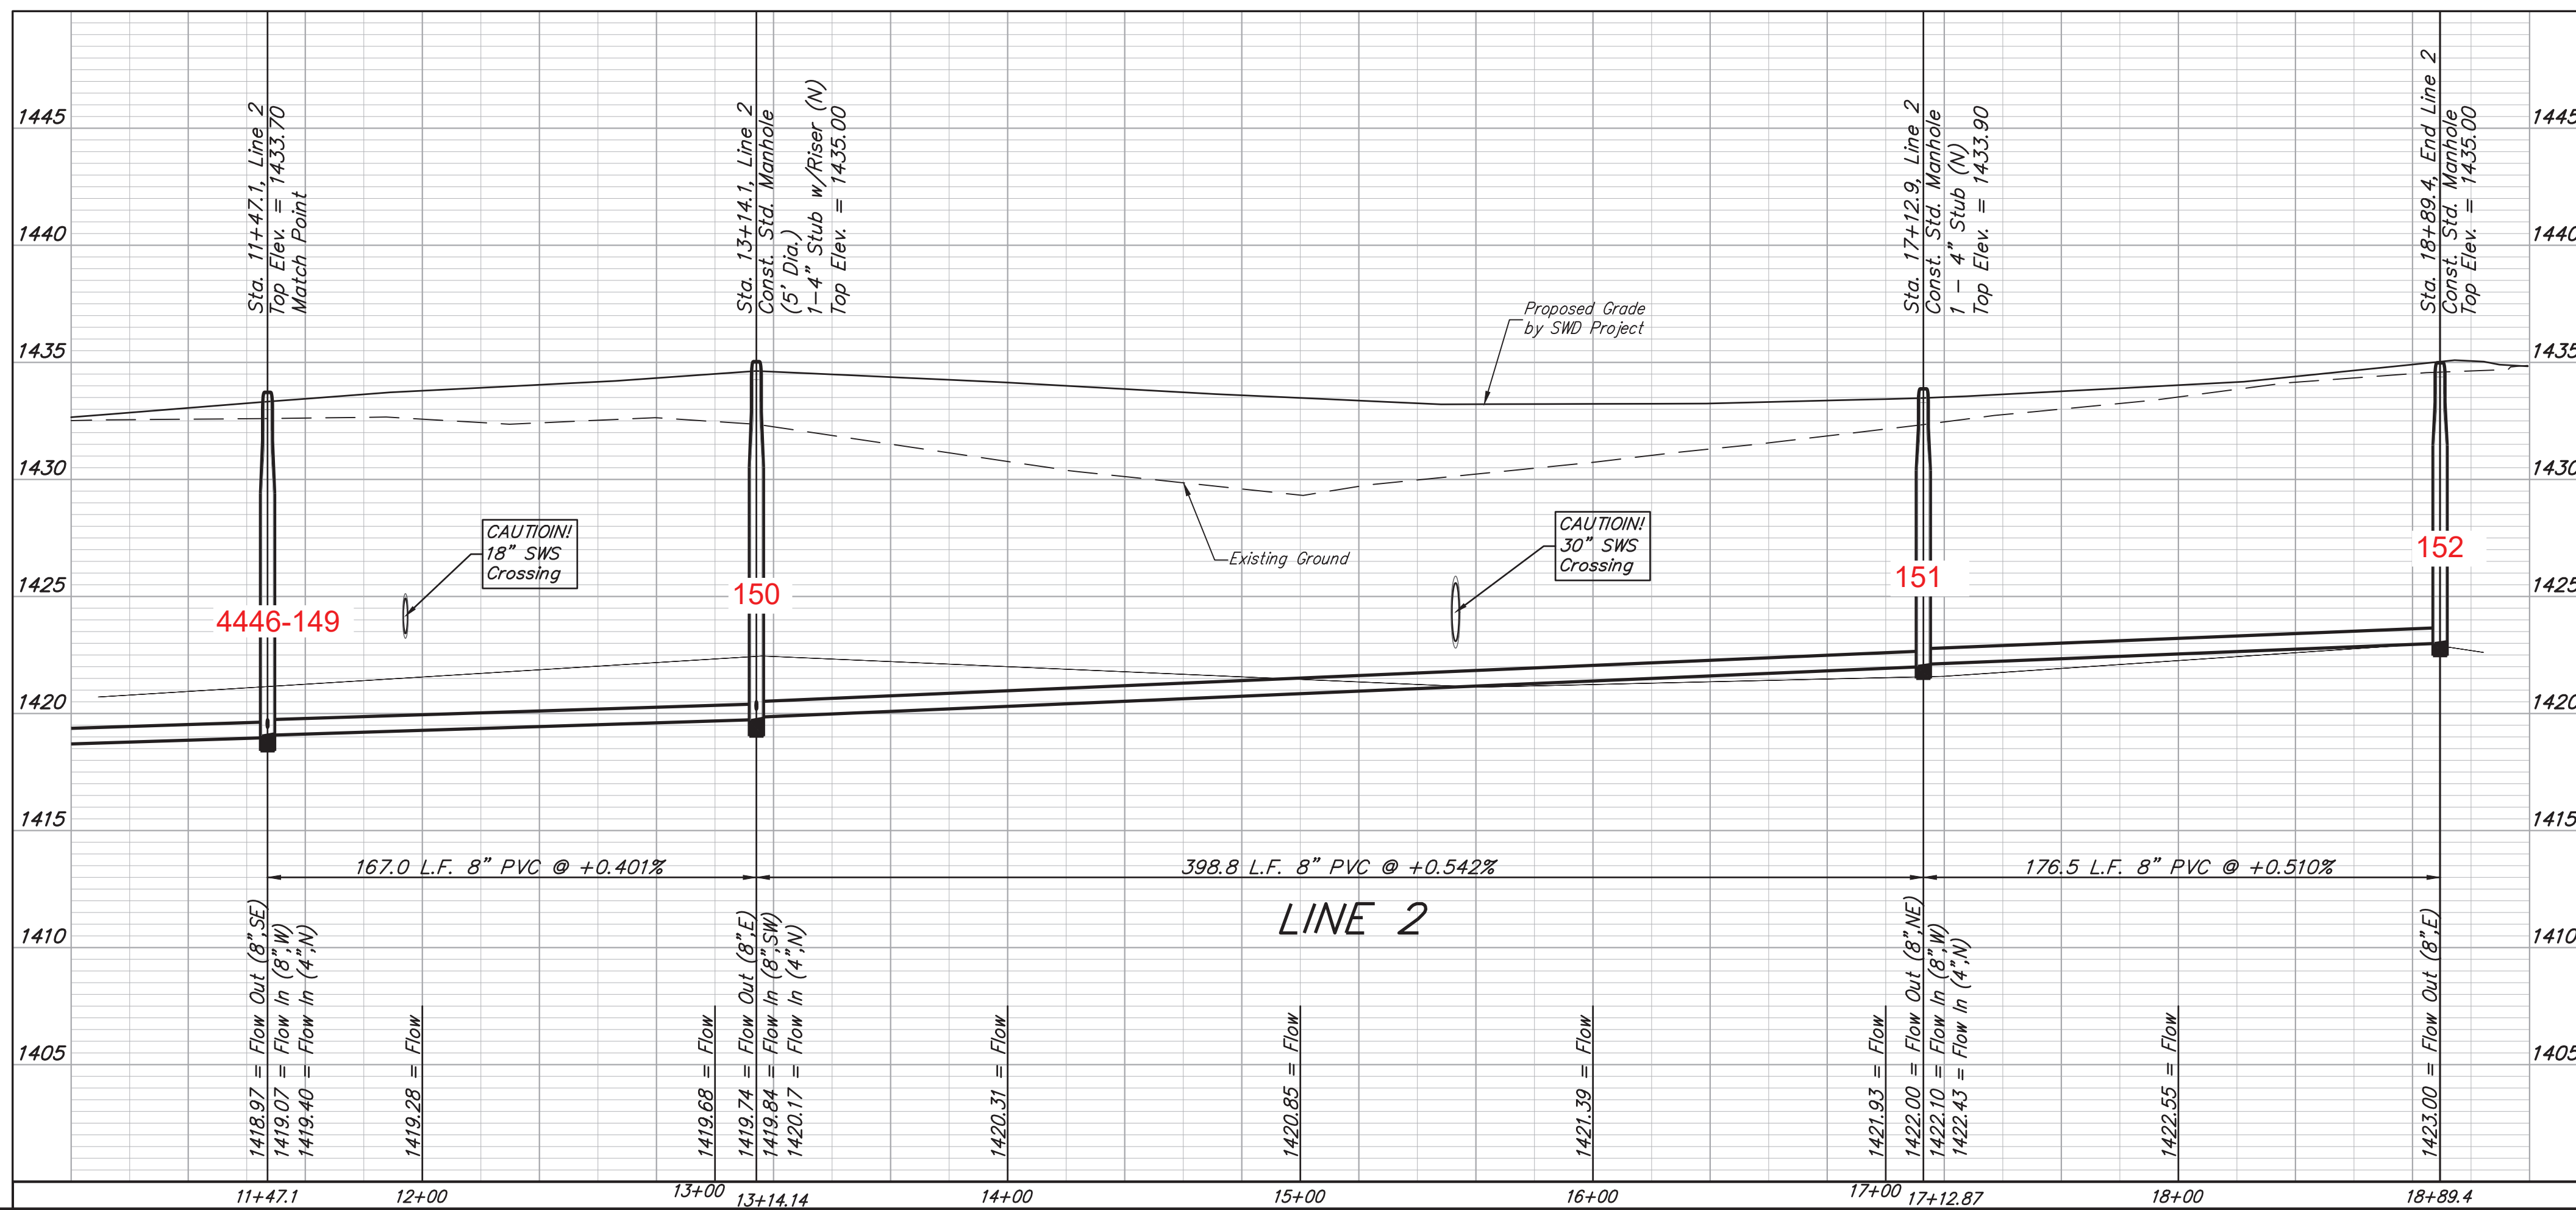 Sta. 11+47.1, Line 2
Top Elev. = 1433.70
Match Point
Sta. 13+14.1, Line 2
Const. Std. Manhole
(5' Dia.)
1-4" Stub w/Riser (N)
Top Elev. = 1435.00
Sta. 17+12.9, Line 2
Const. Std. Manhole
1 - 4" Stub (N)
Top Elev. = 1433.90
Sta. 18+89.4, End Line 2
Const. Std. Manhole
Top Elev. = 1435.00
1445
1440
1435
1430
1425
1420
1415
1410
1405
1445
1440
1435
1430
1425
1420
1415
1410
1405
Proposed Grade
by SWD Project
CAUTIOIN!
18" SWS
Crossing
Existing Ground
CAUTIOIN!
30" SWS
Crossing
4446-149
150
151
152
167.0 L.F. 8" PVC @ +0.401%
398.8 L.F. 8" PVC @ +0.542%
176.5 L.F. 8" PVC @ +0.510%
LINE 2
1418.97 = Flow Out (8",SE)
1419.07 = Flow In (8",W)
1419.40 = Flow In (4",N)
1419.28 = Flow
1419.68 = Flow
1419.74 = Flow Out (8",E)
1419.84 = Flow In (8",SW)
1420.17 = Flow In (4",N)
1420.31 = Flow
1420.85 = Flow
1421.39 = Flow
1421.93 = Flow
1422.00 = Flow Out (8",NE)
1422.10 = Flow In (8",W)
1422.43 = Flow In (4",N)
1422.55 = Flow
1423.00 = Flow Out (8",E)
11+47.1
12+00
13+00
13+14.14
14+00
15+00
16+00
17+00
17+12.87
18+00
18+89.4